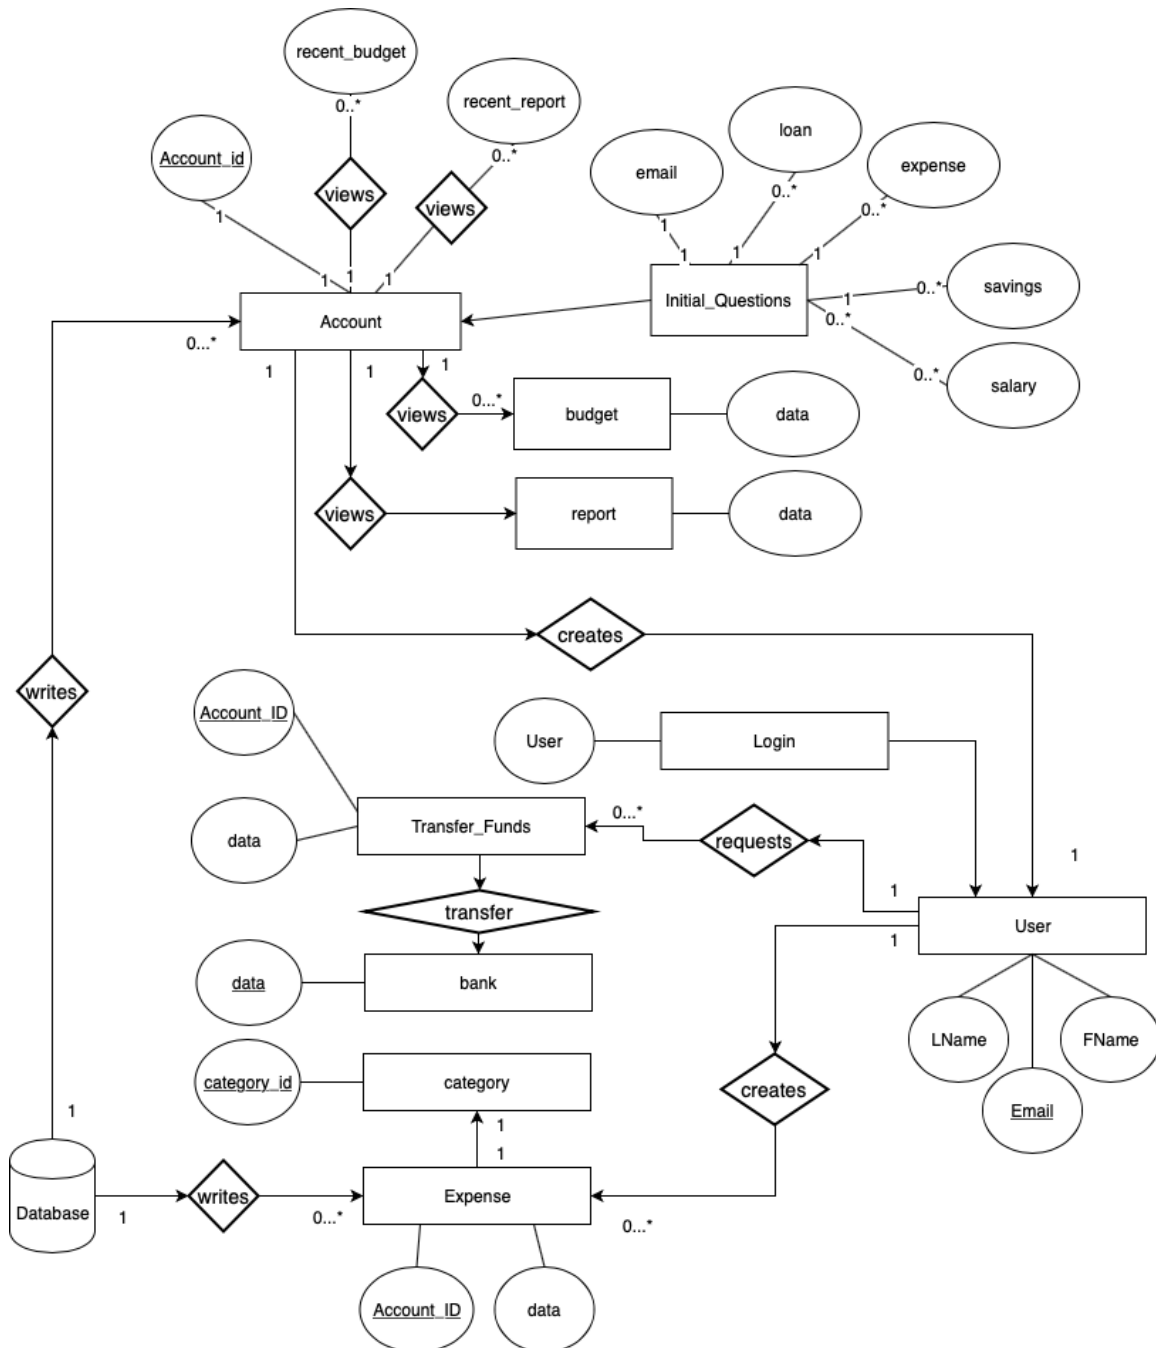 recent_budget
0..*
recent_report
0..*
Account_id
1
views
views
1
1
1
Account
0...*
1
1
1
email
loan
expense
1
0..*
0..*
1
1
1
Initial_Questions
1
0..*
savings
0..*
0..*
salary
views
0...*
budget
data
views
report
data
creates
writes
Account_ID
User
Login
data
Transfer_Funds
0...*
requests
1
1
transfer
1
User
data
bank
LName
FName
Email
category_id
category
creates
1
1
1
Database
1
writes
0...*
Expense
0...*
Account_ID
data